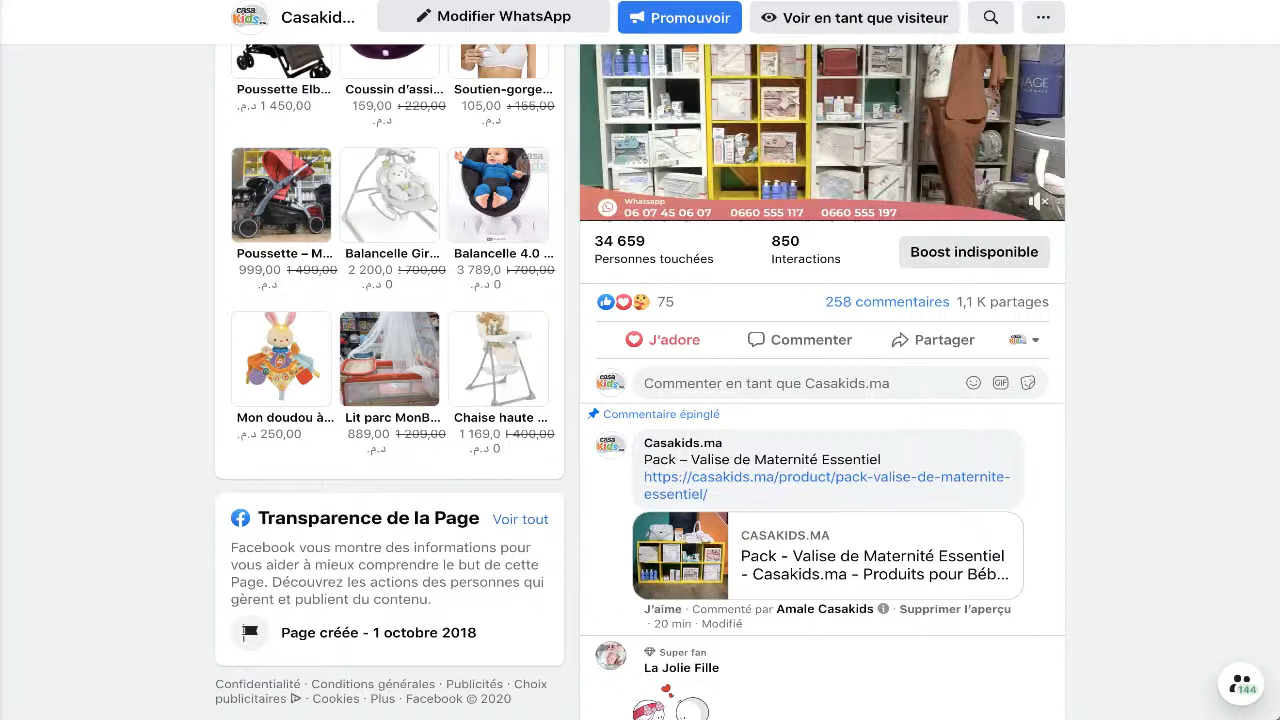 Casakid...
Modifier WhatsApp
Promouvoir
Voir en tant que visiteur
Poussette Elb...
د.م. 1 450,00
Coussin d'assi...
159,00 220,00
د.م.
Soutien-gorge...
105,00 155,00
د.م.
Poussette – M...
999,00 1 499,00
د.م.
Balancelle Gir...
2 200,0 1 700,00
د.م. 0
Balancelle 4.0 ...
3 789,0 1 700,00
د.م. 0
Mon doudou à...
د.م. 250,00
Lit parc MonB...
889,00 1 209,00
د.م.
Chaise haute ...
1 169,0 1 400,00
د.م. 0
Transparence de la Page
Voir tout
Facebook vous montre des informations pour
vous aider à mieux comprendre le but de cette
Page. Découvrez les actions des personnes qui
gèrent et publient du contenu.
Page créée - 1 octobre 2018
Confidentialité · Conditions générales · Publicités · Choix
publicitaires · Cookies · Plus · Facebook © 2020
Whatsapp
06 07 45 06 07 0660 555 117 0660 555 197
34 659
Personnes touchées
850
Interactions
Boost indisponible
75
258 commentaires 1,1 K partages
J'adore
Commenter
Partager
Commenter en tant que Casakids.ma
GIF
Commentaire épinglé
Casakids.ma
Pack – Valise de Maternité Essentiel
https://casakids.ma/product/pack-valise-de-maternite-
essentiel/
CASAKIDS.MA
Pack - Valise de Maternité Essentiel
- Casakids.ma - Produits pour Béb...
J'aime · Commenté par Amale Casakids · Supprimer l'aperçu
· 20 min · Modifié
Super fan
La Jolie Fille
144